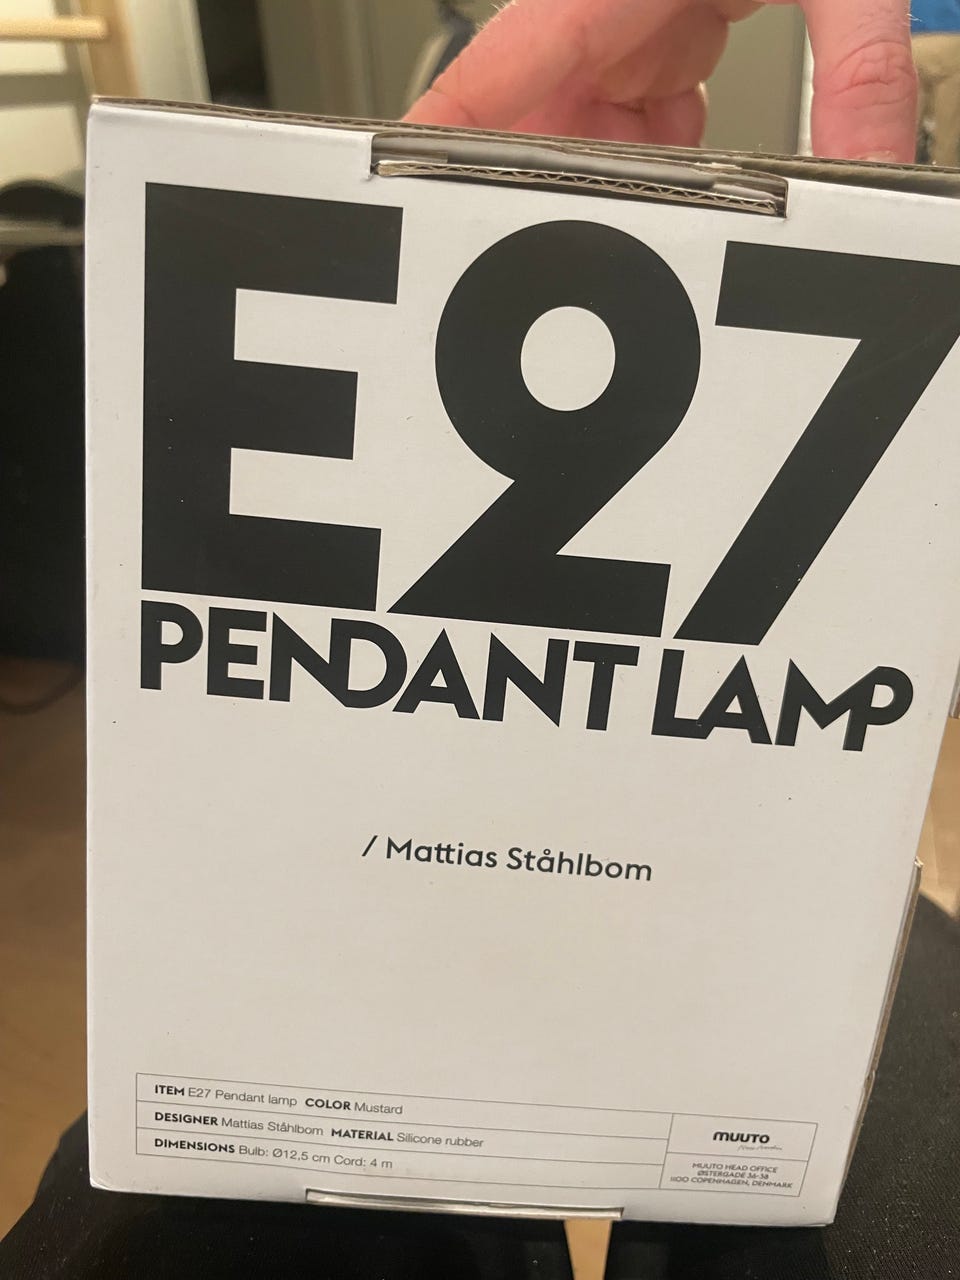 E27
PENDANT LAMP
/ Mattias Ståhlbom
ITEM E27 Pendant lamp COLOR Mustard
DESIGNER Mattias Ståhlbom MATERIAL Silicone rubber
DIMENSIONS Bulb: Ø12,5 cm Cord: 4 m
muuto
MUUTO HEAD OFFICE
ØSTERGADE 36-38
1100 COPENHAGEN, DENMARK